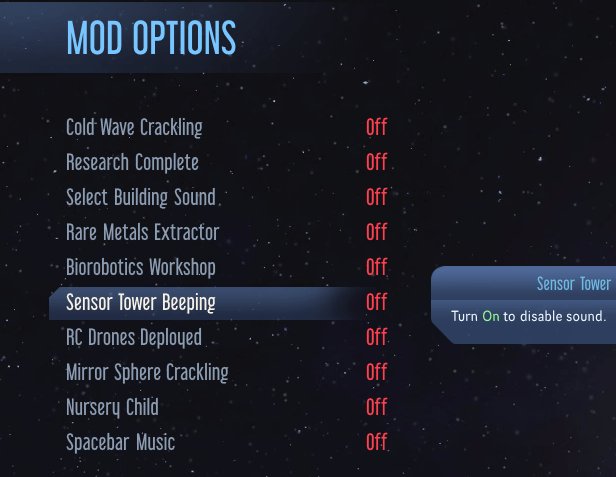 MOD OPTIONS
Cold Wave Crackling Off
Research Complete Off
Select Building Sound Off
Rare Metals Extractor Off
Biorobotics Workshop Off
Sensor Tower Beeping Off
Sensor Tower
Turn On to disable sound.
RC Drones Deployed Off
Mirror Sphere Crackling Off
Nursery Child Off
Spacebar Music Off